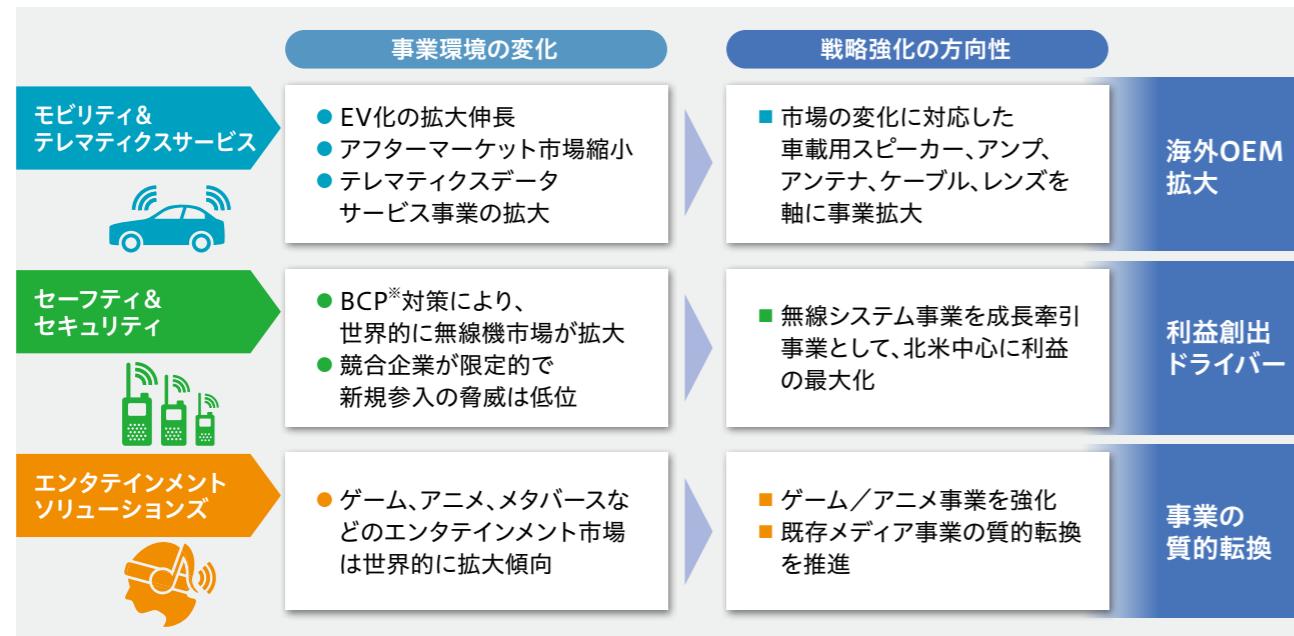 事業環境の変化
戦略強化の方向性
モビリティ&
テレマティクスサービス
● EV化の拡大伸長
● アフターマーケット市場縮小
● テレマティクスデータ
サービス事業の拡大
■ 市場の変化に対応した
車載用スピーカー、アンプ、
アンテナ、ケーブル、レンズを
軸に事業拡大
海外OEM
拡大
セーフティ&
セキュリティ
● BCP※対策により、
世界的に無線機市場が拡大
● 競合企業が限定的で
新規参入の脅威は低位
■ 無線システム事業を成長牽引
事業として、北米中心に利益
の最大化
利益創出
ドライバー
エンタテインメント
ソリューションズ
● ゲーム、アニメ、メタバースな
どのエンタテインメント市場
は世界的に拡大傾向
■ ゲーム／アニメ事業を強化
■ 既存メディア事業の質的転換
を推進
事業の
質的転換